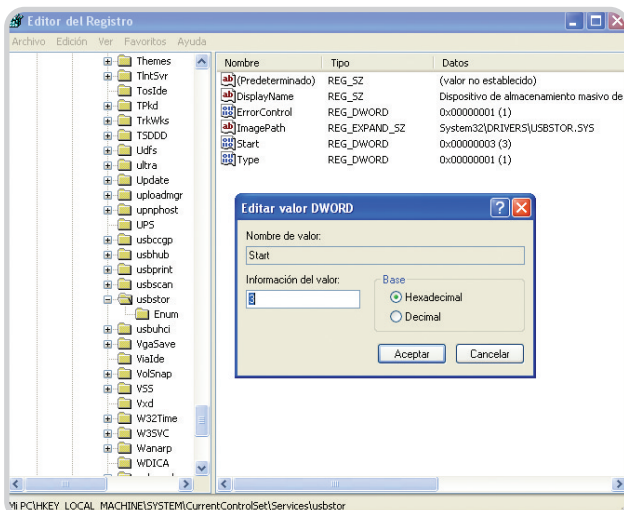 Editor del Registro
Archivo Edición Ver Favoritos Ayuda
Themes
TlntSvr
TosIde
TPkd
TrkWks
TSDDD
Udfs
ultra
Update
uploadmgr
upnphost
UPS
usbccgp
usbhub
usbprint
usbscan
usbstor
Enum
usbuhci
VgaSave
ViaIde
VolSnap
VSS
Vxd
W32Time
W3SVC
Wanarp
WDICA
Nombre Tipo Datos
(Predeterminado) REG_SZ (valor no establecido)
DisplayName REG_SZ Dispositivo de almacenamiento masivo de
ErrorControl REG_DWORD 0x00000001 (1)
ImagePath REG_EXPAND_SZ System32\DRIVERS\USBSTOR.SYS
Start REG_DWORD 0x00000003 (3)
Type REG_DWORD 0x00000001 (1)
Editar valor DWORD
Nombre de valor:
Start
Información del valor:
3
Base
Hexadecimal
Decimal
Aceptar Cancelar
Mi PC\HKEY_LOCAL_MACHINE\SYSTEM\CurrentControlSet\Services\usbstor